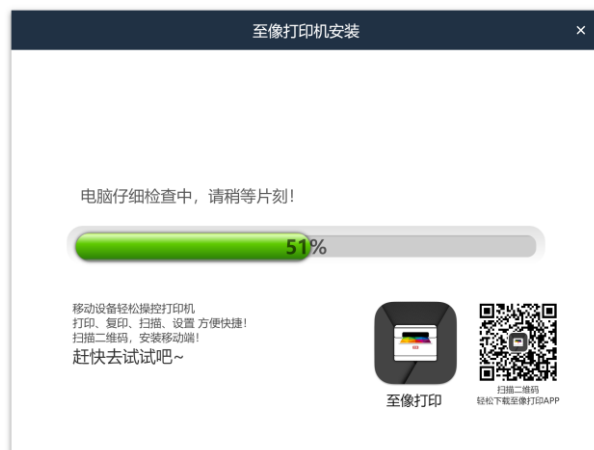 至像打印机安装
×
电脑仔细检查中，请稍等片刻！
51%
移动设备轻松操控打印机
打印、复印、扫描、设置 方便快捷！
扫描二维码，安装移动端！
赶快去试试吧~
至像打印
扫描二维码
轻松下载至像打印APP